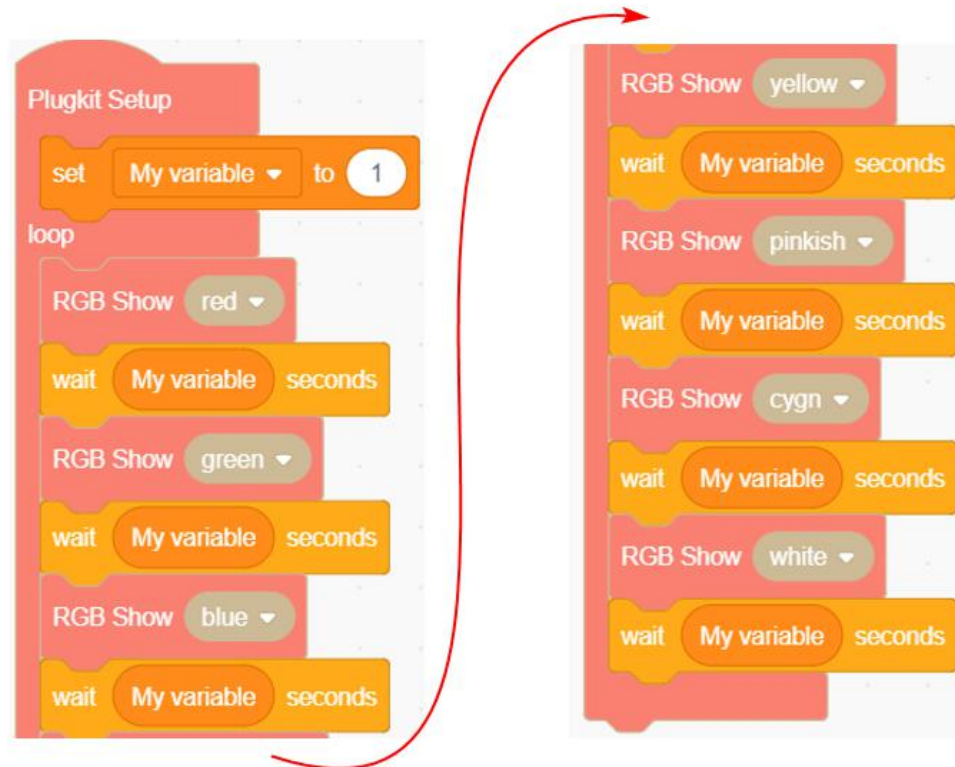 Plugkit Setup
set My variable to 1
loop
RGB Show red
wait My variable seconds
RGB Show green
wait My variable seconds
RGB Show blue
wait My variable seconds
RGB Show yellow
wait My variable seconds
RGB Show pinkish
wait My variable seconds
RGB Show cygn
wait My variable seconds
RGB Show white
wait My variable seconds